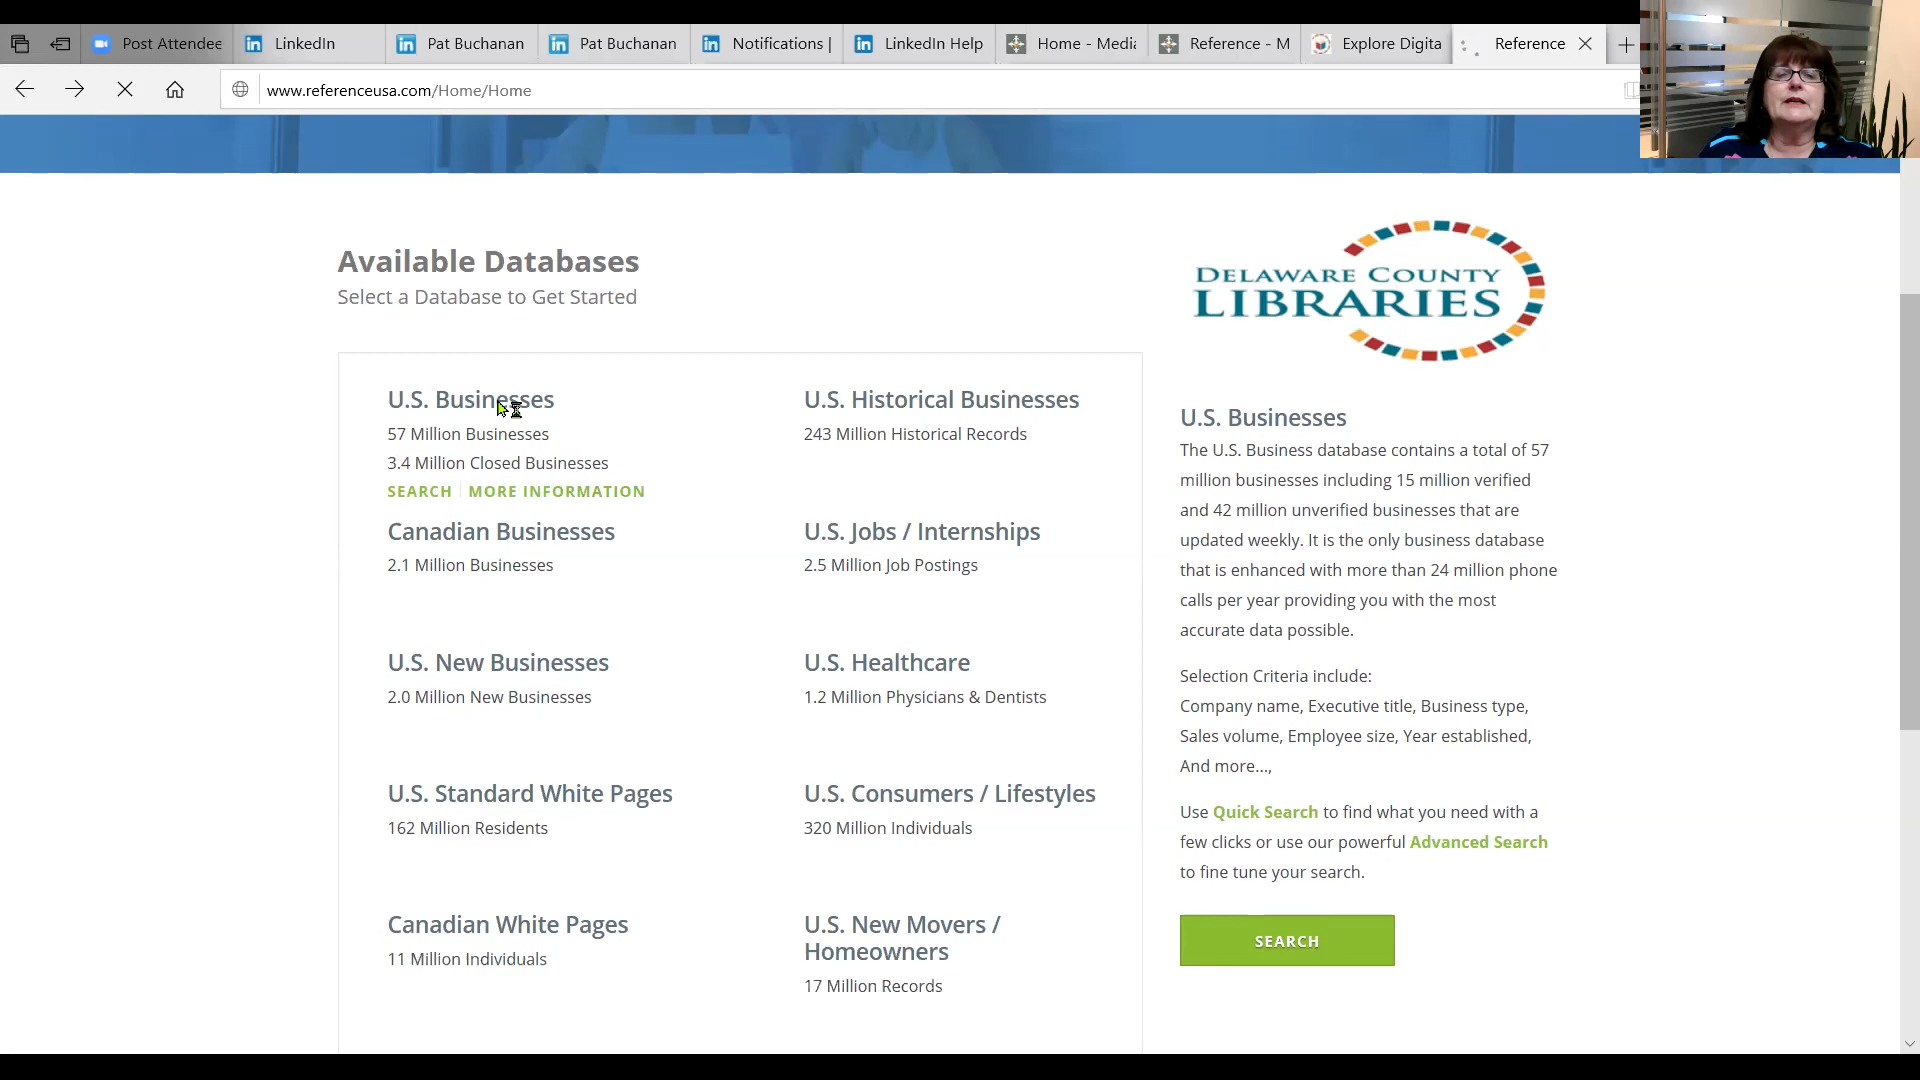 Post Attendee
LinkedIn
Pat Buchanan
Pat Buchanan
Notifications |
LinkedIn Help
Home - Media
Reference - M
Explore Digita
Reference
www.referenceusa.com/Home/Home
Available Databases
Select a Database to Get Started
U.S. Businesses
57 Million Businesses
3.4 Million Closed Businesses
SEARCH MORE INFORMATION
U.S. Historical Businesses
243 Million Historical Records
Canadian Businesses
2.1 Million Businesses
U.S. Jobs / Internships
2.5 Million Job Postings
U.S. New Businesses
2.0 Million New Businesses
U.S. Healthcare
1.2 Million Physicians & Dentists
U.S. Standard White Pages
162 Million Residents
U.S. Consumers / Lifestyles
320 Million Individuals
Canadian White Pages
11 Million Individuals
U.S. New Movers /
Homeowners
17 Million Records
DELAWARE COUNTY
LIBRARIES
U.S. Businesses
The U.S. Business database contains a total of 57
million businesses including 15 million verified
and 42 million unverified businesses that are
updated weekly. It is the only business database
that is enhanced with more than 24 million phone
calls per year providing you with the most
accurate data possible.
Selection Criteria include:
Company name, Executive title, Business type,
Sales volume, Employee size, Year established,
And more...,
Use Quick Search to find what you need with a
few clicks or use our powerful Advanced Search
to fine tune your search.
SEARCH